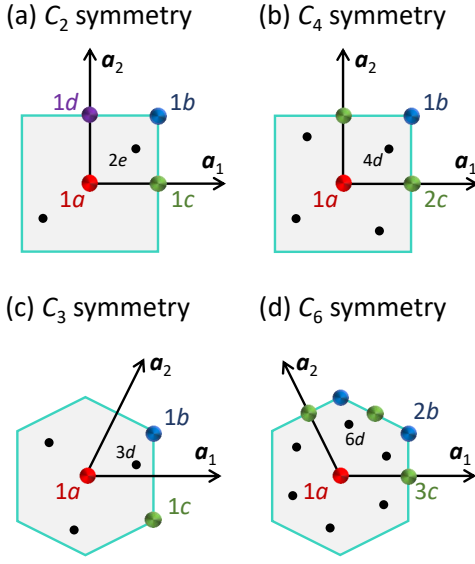 (a) C₂ symmetry
a₂
1d
1b
2e
a₁
1a
1c
(b) C₄ symmetry
a₂
1b
4d
a₁
1a
2c
(c) C₃ symmetry
a₂
1b
3d
a₁
1a
1c
(d) C₆ symmetry
a₂
2b
6d
a₁
1a
3c